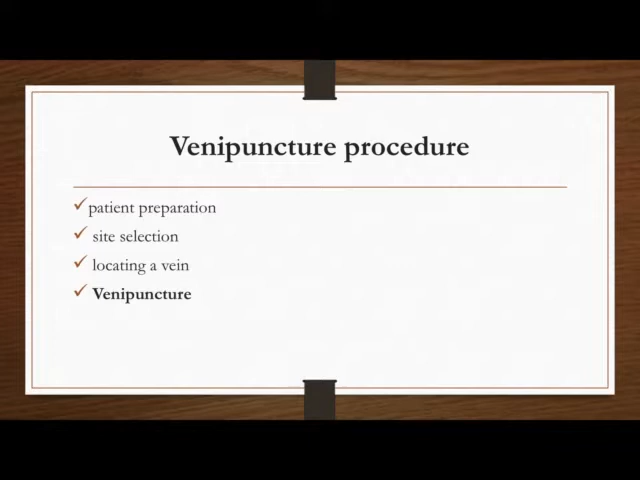 Venipuncture procedure
patient preparation
site selection
locating a vein
Venipuncture